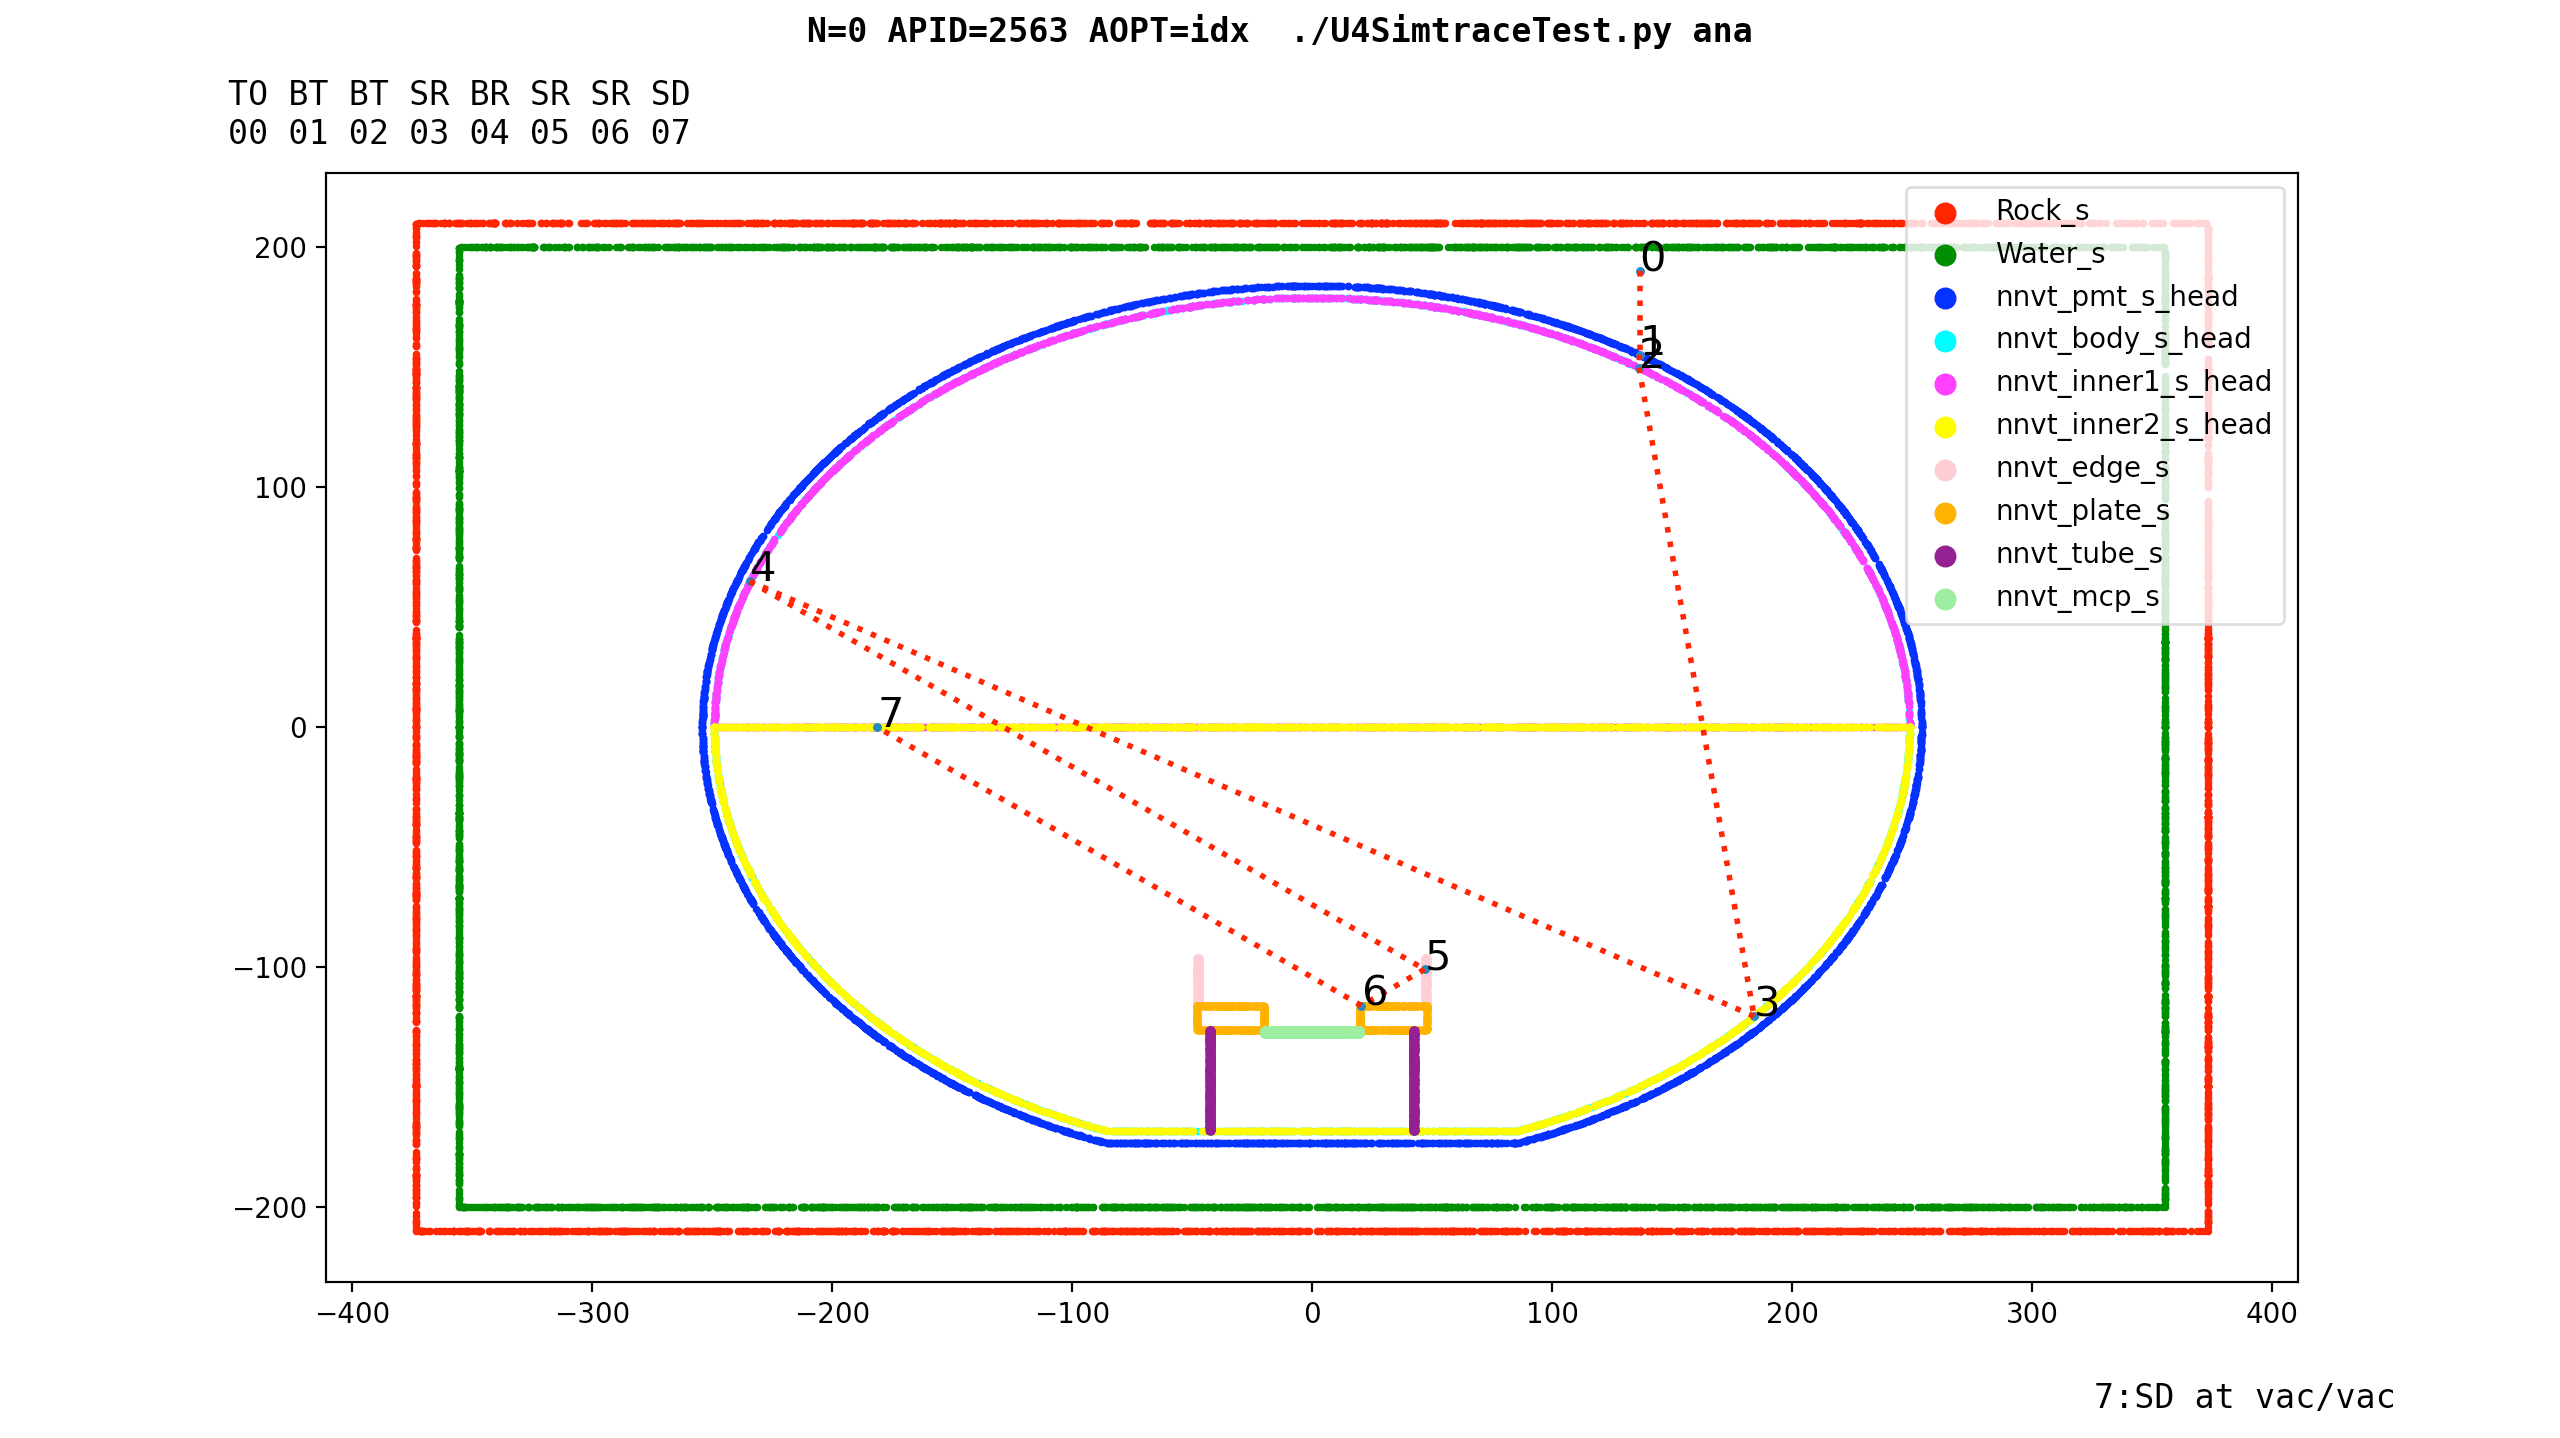 N=0 APID=2563 AOPT=idx  ./U4SimtraceTest.py ana
TO BT BT SR BR SR SR SD
00 01 02 03 04 05 06 07
Rock_s
Water_s
nnvt_pmt_s_head
nnvt_body_s_head
nnvt_inner1_s_head
nnvt_inner2_s_head
nnvt_edge_s
nnvt_plate_s
nnvt_tube_s
nnvt_mcp_s
200
100
0
−100
−200
0
1
2
4
7
5
6
3
−400 −300 −200 −100 0 100 200 300 400
7:SD at vac/vac